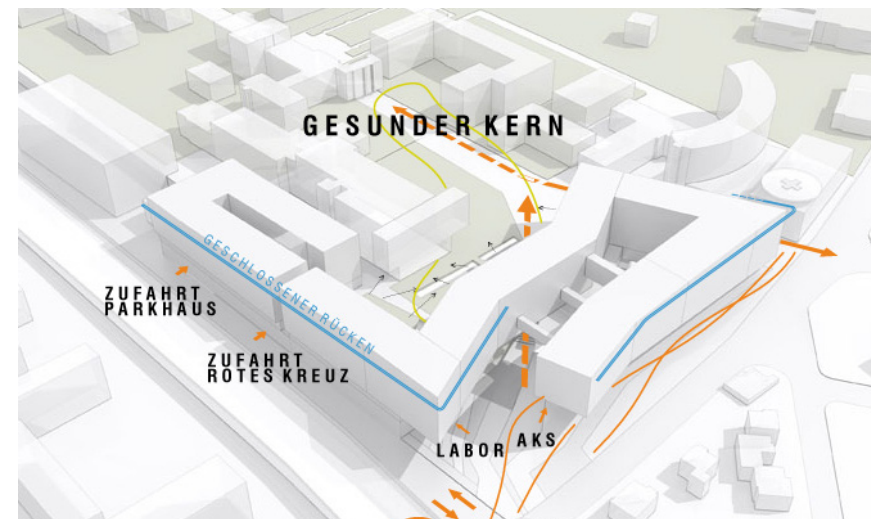 GESUNDER KERN
GESCHLOSSENER RÜCKEN
ZUFAHRT
PARKHAUS
ZUFAHRT
ROTES KREUZ
LABOR
AKS